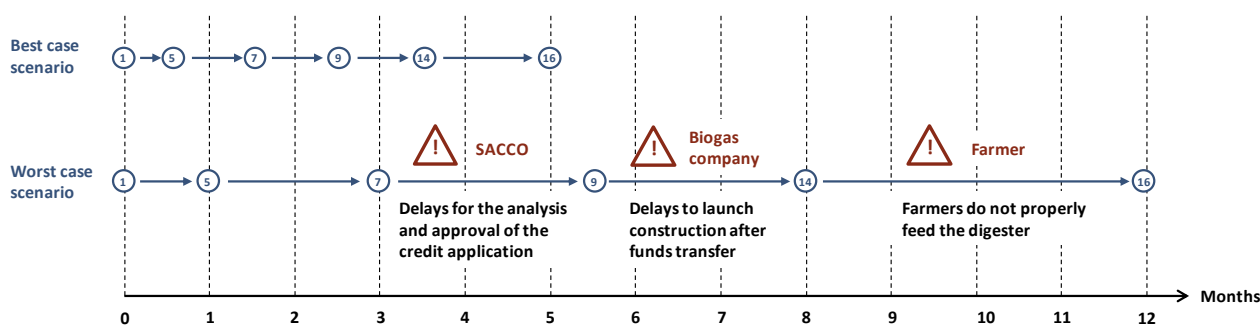 Best case
scenario
1
5
7
9
14
16
!
SACCO
!
Biogas
company
!
Farmer
Worst case
scenario
1
5
7
9
14
16
Delays for the analysis
and approval of the
credit application
Delays to launch
construction after
funds transfer
Farmers do not properly
feed the digester
Months
0 1 2 3 4 5 6 7 8 9 10 11 12